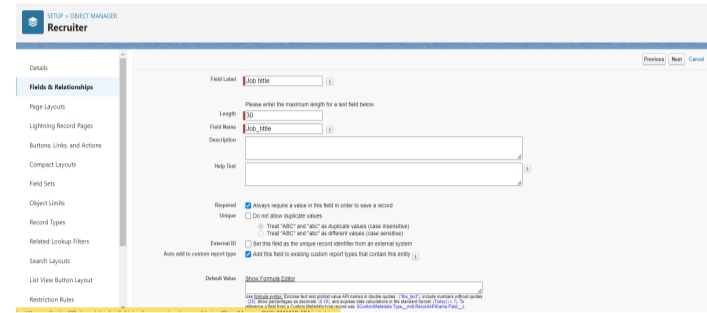 SETUP > OBJECT MANAGER
Recruiter
Previous Next Cancel
Details
Fields & Relationships
Page Layouts
Lightning Record Pages
Buttons, Links, and Actions
Compact Layouts
Field Sets
Object Limits
Record Types
Related Lookup Filters
Search Layouts
List View Button Layout
Restriction Rules
Field Label Job tittle
Please enter the maximum length for a text field below
Length 30
Field Name Job_tittle
Description
Help Text
Required Always require a value in this field in order to save a record
Unique Do not allow duplicate values
Treat "ABC" and "abc" as duplicate values (case insensitive)
Treat "ABC" and "abc" as different values (case sensitive)
External ID Set this field as the unique record identifier from an external system
Auto add to custom report type Add this field to existing custom report types that contain this entity
Default Value Show Formula Editor
Use formula syntax: Enclose text and picklist value API names in double quotes : ("the_text"), include numbers without quotes
: (25), show percentages as decimals: (0.10), and express date calculations in the standard format: (Today() + 7). To
reference a field from a Custom Metadata type record use: $CustomMetadata.Type__mdt.RecordAPIName.Field__c